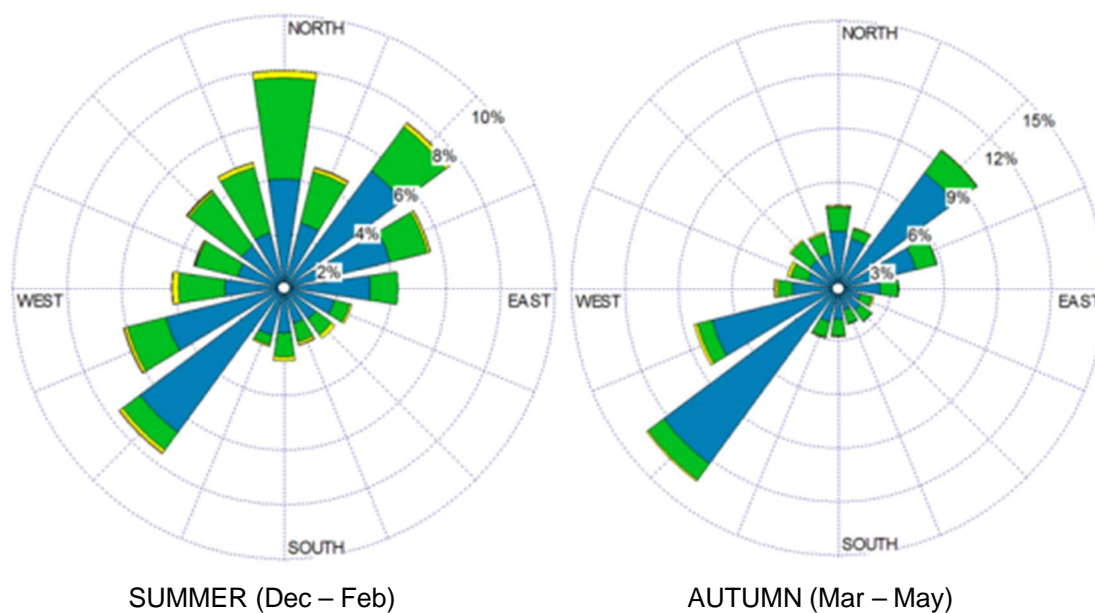 NORTH
10%
8%
6%
4%
2%
WEST
EAST
SOUTH
SUMMER (Dec – Feb)
NORTH
15%
12%
9%
6%
3%
WEST
EAST
SOUTH
AUTUMN (Mar – May)